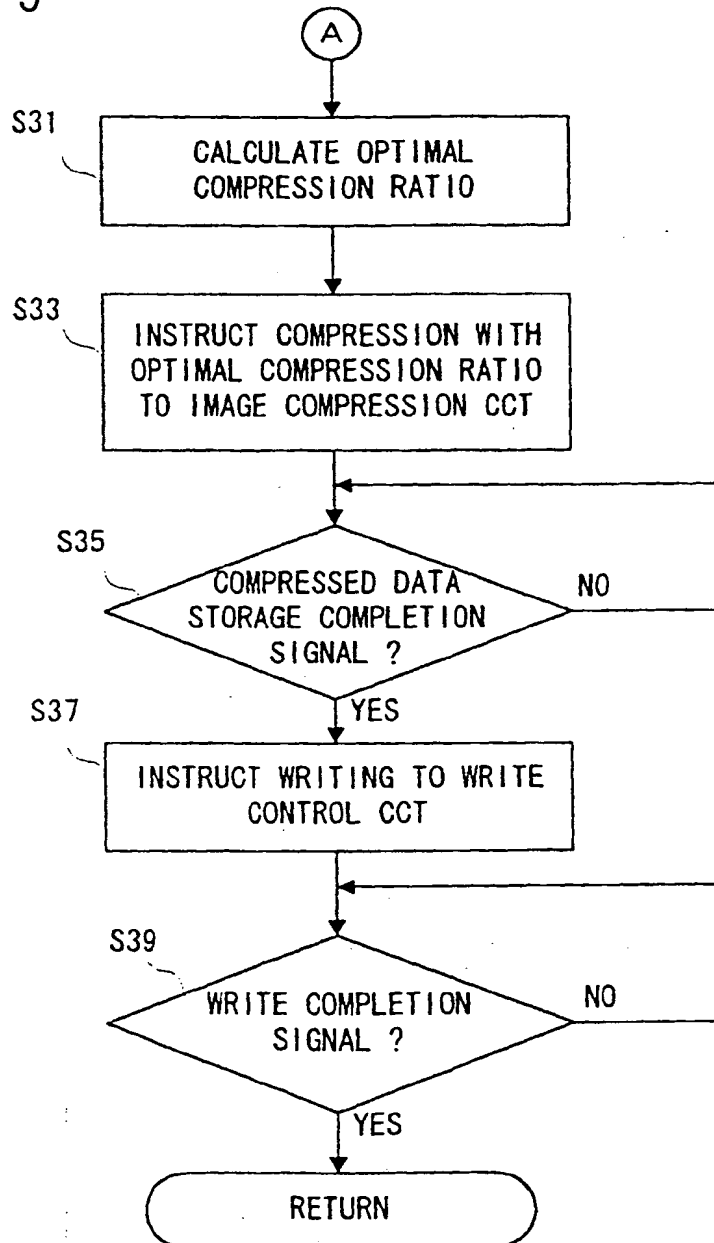 9
A
S31
CALCULATE OPTIMAL
COMPRESSION RATIO
S33
INSTRUCT COMPRESSION WITH
OPTIMAL COMPRESSION RATIO
TO IMAGE COMPRESSION CCT
S35
COMPRESSED DATA
STORAGE COMPLETION
SIGNAL ?
NO
YES
S37
INSTRUCT WRITING TO WRITE
CONTROL CCT
S39
WRITE COMPLETION
SIGNAL ?
NO
YES
RETURN